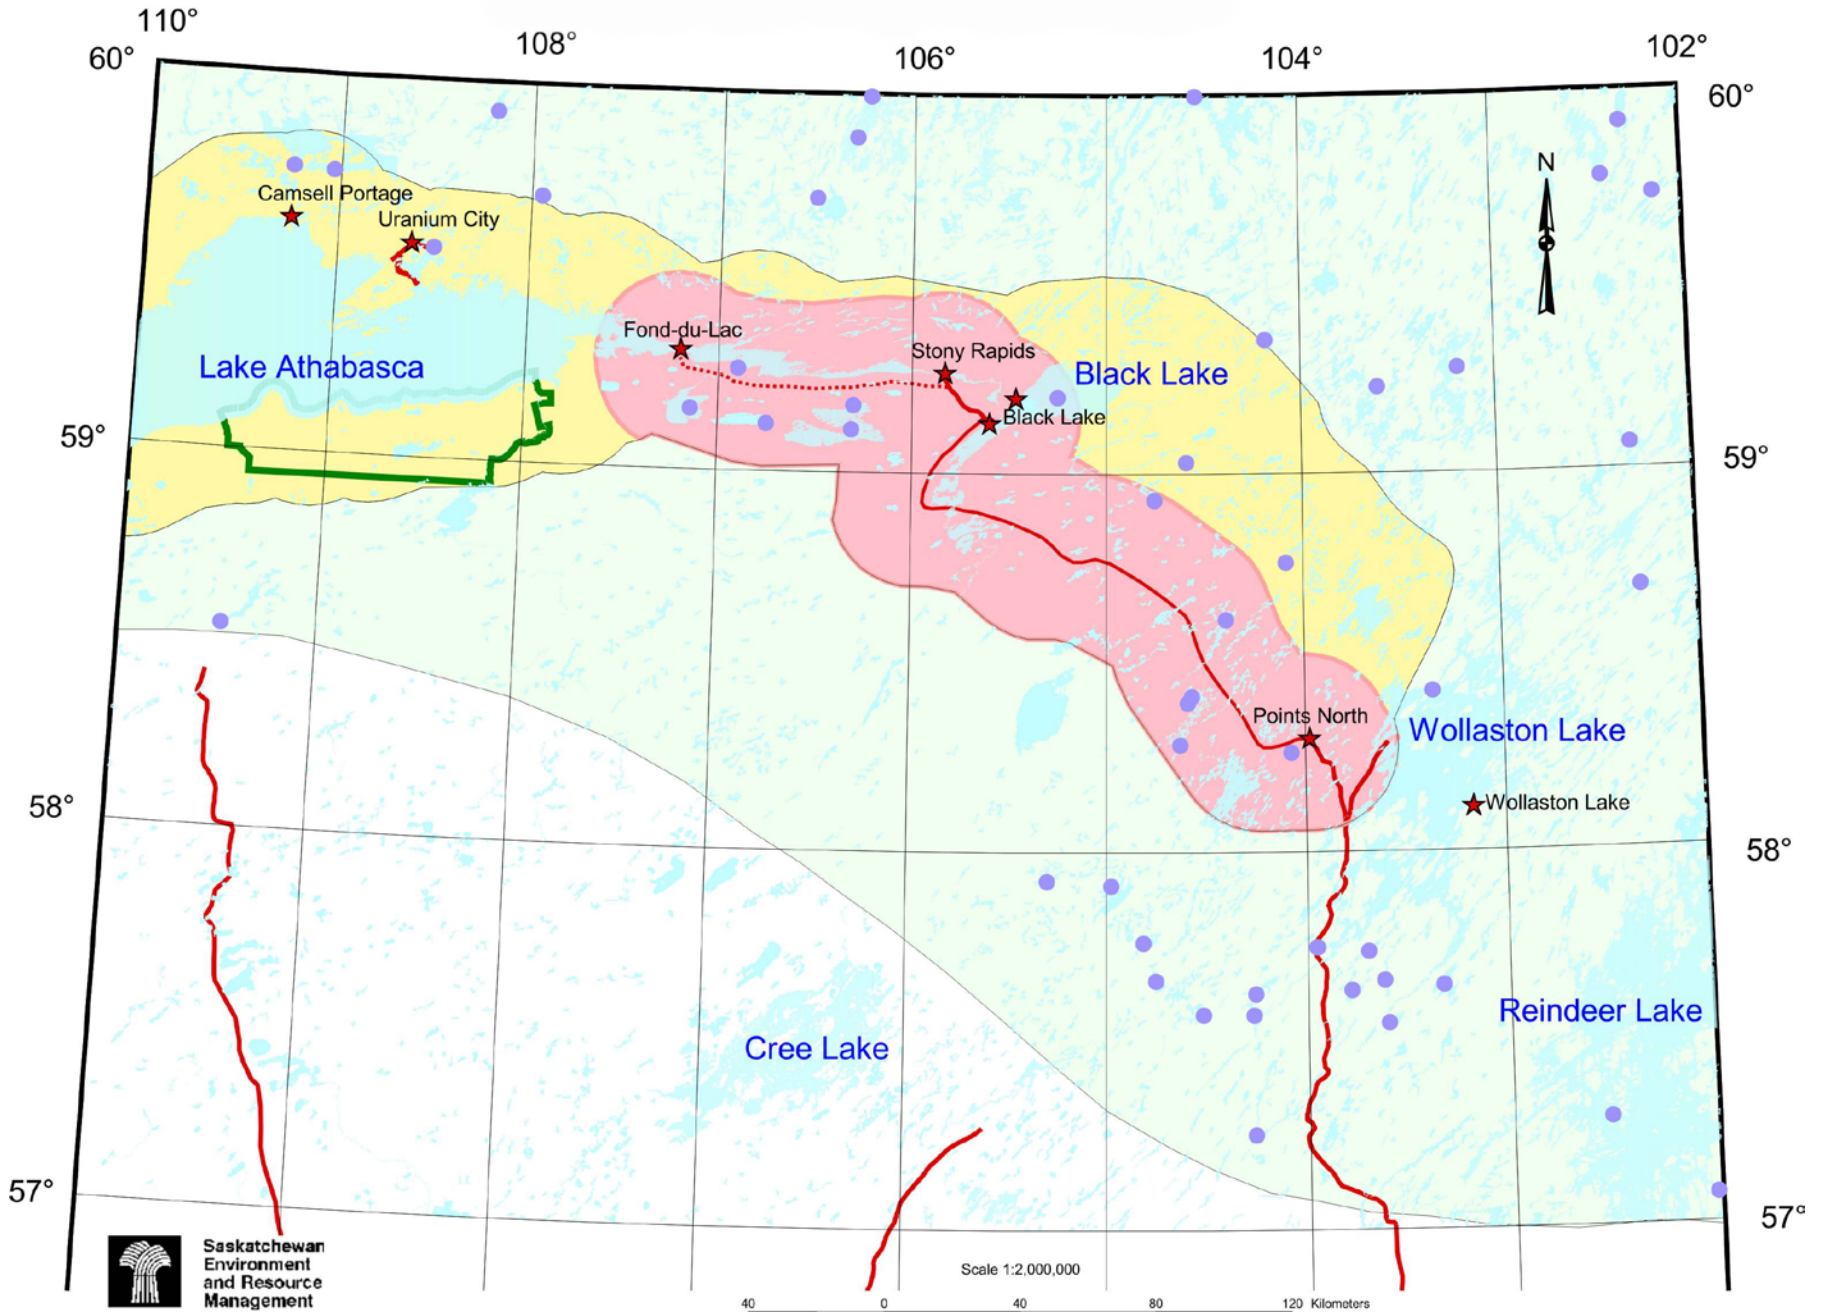 110°
108°
106°
104°
102°
60°
60°
N
Camsell Portage
Uranium City
Fond-du-Lac
Stony Rapids
Lake Athabasca
Black Lake
Black Lake
59°
59°
Points North
Wollaston Lake
Wollaston Lake
58°
58°
Reindeer Lake
Cree Lake
57°
57°
Saskatchewan
Environment
and Resource
Management
Scale 1:2,000,000
40 0 40 80 120 Kilometers